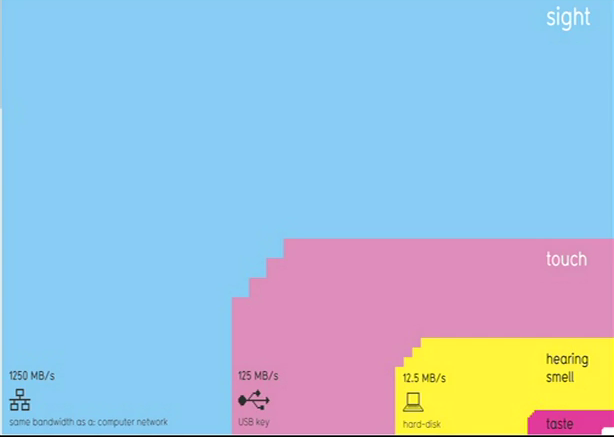 sight
touch
hearing
smell
taste
1250 MB/s
same bandwidth as a: computer network
125 MB/s
USB key
12.5 MB/s
hard-disk